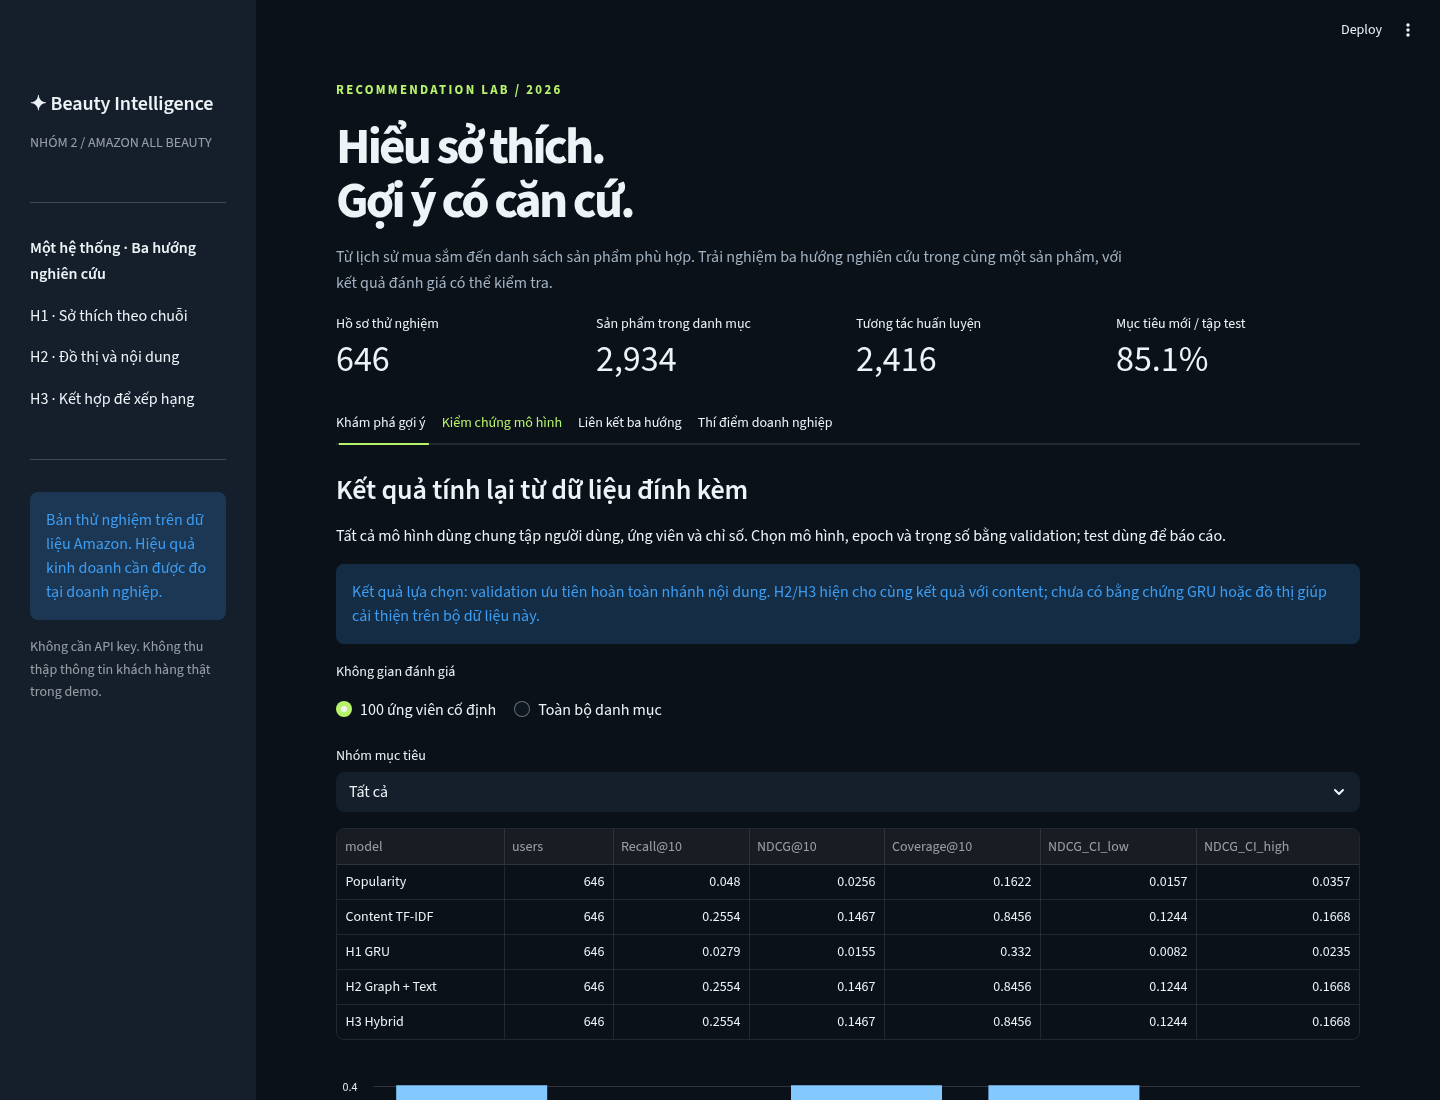 Deploy
✦ Beauty Intelligence
NHÓM 2 / AMAZON ALL BEAUTY
Một hệ thống · Ba hướng
nghiên cứu
H1 · Sở thích theo chuỗi
H2 · Đồ thị và nội dung
H3 · Kết hợp để xếp hạng
Bản thử nghiệm trên dữ
liệu Amazon. Hiệu quả
kinh doanh cần được đo
tại doanh nghiệp.
Không cần API key. Không thu
thập thông tin khách hàng thật
trong demo.
RECOMMENDATION LAB / 2026
Hiểu sở thích.
Gợi ý có căn cứ.
Từ lịch sử mua sắm đến danh sách sản phẩm phù hợp. Trải nghiệm ba hướng nghiên cứu trong cùng một sản phẩm, với
kết quả đánh giá có thể kiểm tra.
Hồ sơ thử nghiệm Sản phẩm trong danh mục Tương tác huấn luyện Mục tiêu mới / tập test
646 2,934 2,416 85.1%
Khám phá gợi ý Kiểm chứng mô hình Liên kết ba hướng Thí điểm doanh nghiệp
Kết quả tính lại từ dữ liệu đính kèm
Tất cả mô hình dùng chung tập người dùng, ứng viên và chỉ số. Chọn mô hình, epoch và trọng số bằng validation; test dùng để báo cáo.
Kết quả lựa chọn: validation ưu tiên hoàn toàn nhánh nội dung. H2/H3 hiện cho cùng kết quả với content; chưa có bằng chứng GRU hoặc đồ thị giúp
cải thiện trên bộ dữ liệu này.
Không gian đánh giá
100 ứng viên cố định Toàn bộ danh mục
Nhóm mục tiêu
Tất cả
model users Recall@10 NDCG@10 Coverage@10 NDCG_CI_low NDCG_CI_high
Popularity 646 0.048 0.0256 0.1622 0.0157 0.0357
Content TF-IDF 646 0.2554 0.1467 0.8456 0.1244 0.1668
H1 GRU 646 0.0279 0.0155 0.332 0.0082 0.0235
H2 Graph + Text 646 0.2554 0.1467 0.8456 0.1244 0.1668
H3 Hybrid 646 0.2554 0.1467 0.8456 0.1244 0.1668
0.4